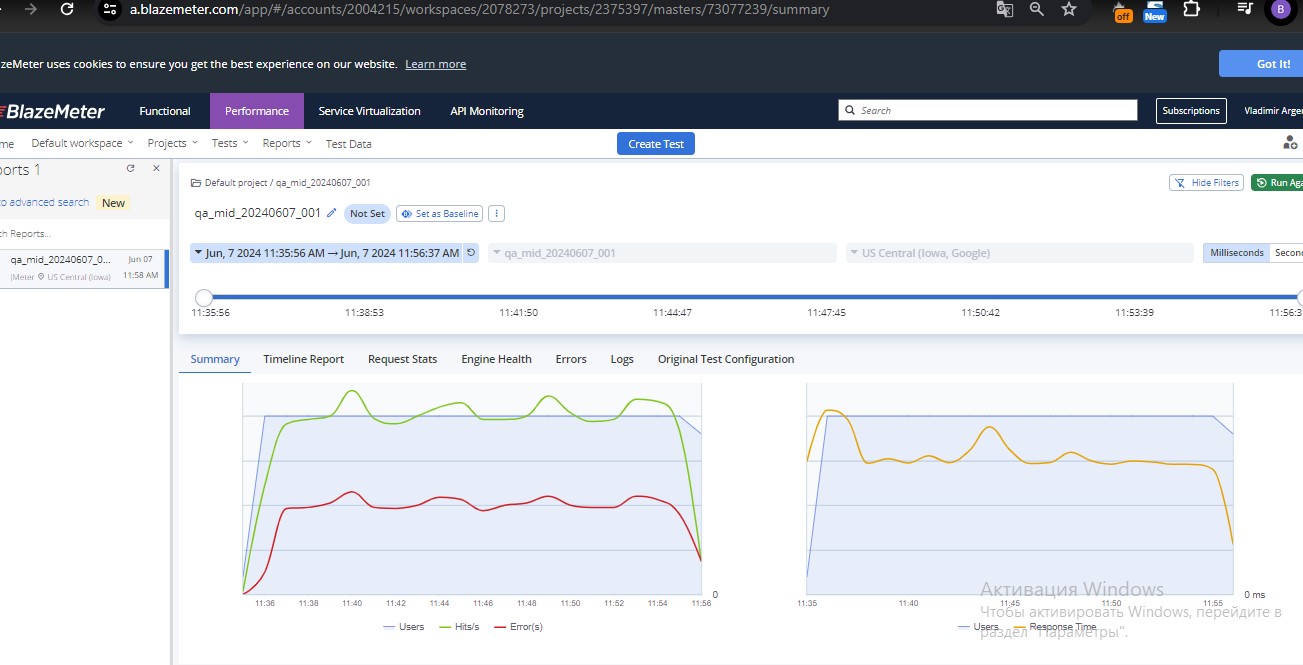 a.blazemeter.com/app/#/accounts/2004215/workspaces/2078273/projects/2375397/masters/73077239/summary
off New B
zeMeter uses cookies to ensure you get the best experience on our website. Learn more Got It!
BlazeMeter Functional Performance Service Virtualization API Monitoring Search Subscriptions Vladimir Arger
me Default workspace Projects Tests Reports Test Data Create Test
orts 1
Default project / qa_mid_20240607_001 Hide Filters Run Aga
o advanced search New
qa_mid_20240607_001 Not Set Set as Baseline
ch Reports...
qa_mid_20240607_0... Jun 07
|Meter US Central (Iowa) 11:58 AM
Jun, 7 2024 11:35:56 AM → Jun, 7 2024 11:56:37 AM qa_mid_20240607_001 US Central (Iowa, Google) Milliseconds Secon
11:35:56 11:38:53 11:41:50 11:44:47 11:47:45 11:50:42 11:53:39 11:56:3
Summary Timeline Report Request Stats Engine Health Errors Logs Original Test Configuration
0
11:36 11:38 11:40 11:42 11:44 11:46 11:48 11:50 11:52 11:54 11:56
Users Hits/s Error(s)
0 ms
11:35 11:40 11:45 11:50 11:55
Users Response Time
Активация Windows
Чтобы активировать Windows, перейдите в
раздел "Параметры".